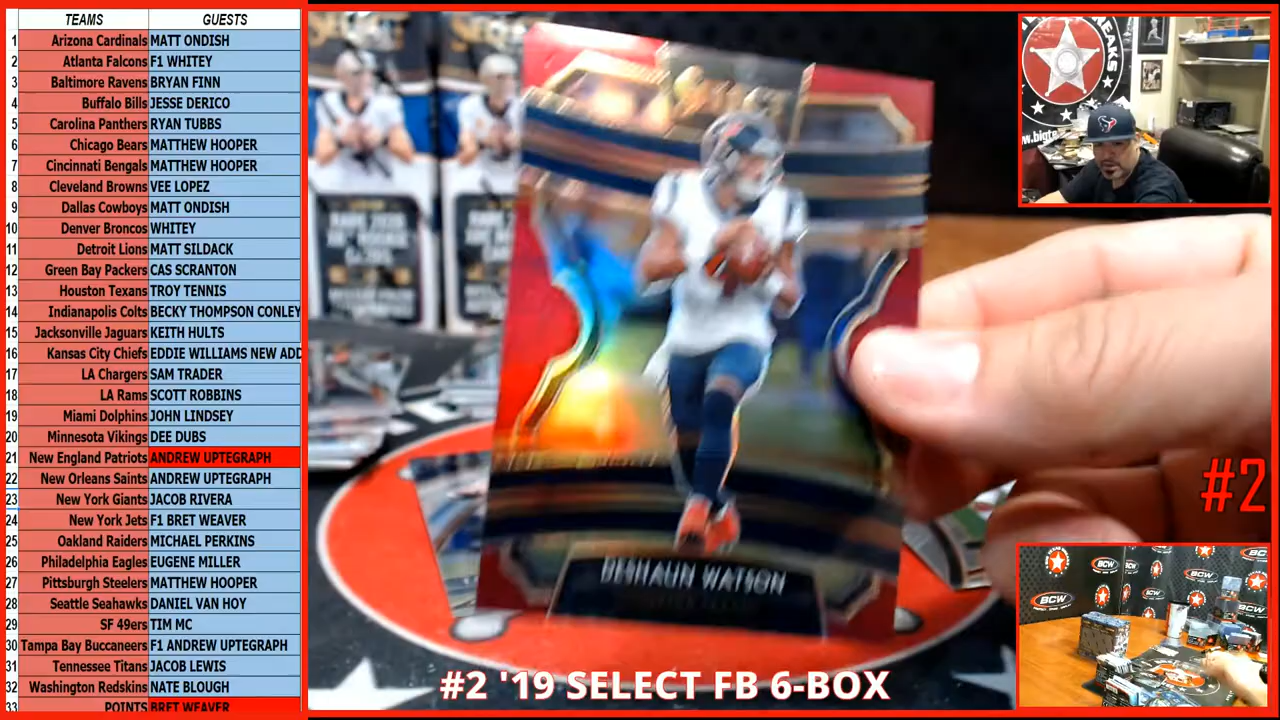 TEAMS GUESTS
1 Arizona Cardinals MATT ONDISH
2 Atlanta Falcons F1 WHITEY
3 Baltimore Ravens BRYAN FINN
4 Buffalo Bills JESSE DERICO
5 Carolina Panthers RYAN TUBBS
6 Chicago Bears MATTHEW HOOPER
7 Cincinnati Bengals MATTHEW HOOPER
8 Cleveland Browns VEE LOPEZ
9 Dallas Cowboys MATT ONDISH
10 Denver Broncos WHITEY
11 Detroit Lions MATT SILDACK
12 Green Bay Packers CAS SCRANTON
13 Houston Texans TROY TENNIS
14 Indianapolis Colts BECKY THOMPSON CONLEY
15 Jacksonville Jaguars KEITH HULTS
16 Kansas City Chiefs EDDIE WILLIAMS NEW ADD
17 LA Chargers SAM TRADER
18 LA Rams SCOTT ROBBINS
19 Miami Dolphins JOHN LINDSEY
20 Minnesota Vikings DEE DUBS
21 New England Patriots ANDREW UPTEGRAPH
22 New Orleans Saints ANDREW UPTEGRAPH
23 New York Giants JACOB RIVERA
24 New York Jets F1 BRET WEAVER
25 Oakland Raiders MICHAEL PERKINS
26 Philadelphia Eagles EUGENE MILLER
27 Pittsburgh Steelers MATTHEW HOOPER
28 Seattle Seahawks DANIEL VAN HOY
29 SF 49ers TIM MC
30 Tampa Bay Buccaneers F1 ANDREW UPTEGRAPH
31 Tennessee Titans JACOB LEWIS
32 Washington Redskins NATE BLOUGH
33 POINTS BRET WEAVER
SELECT
DESHAUN WATSON
#2
BCW
BCW
BCW
BCW
#2 '19 SELECT FB 6-BOX